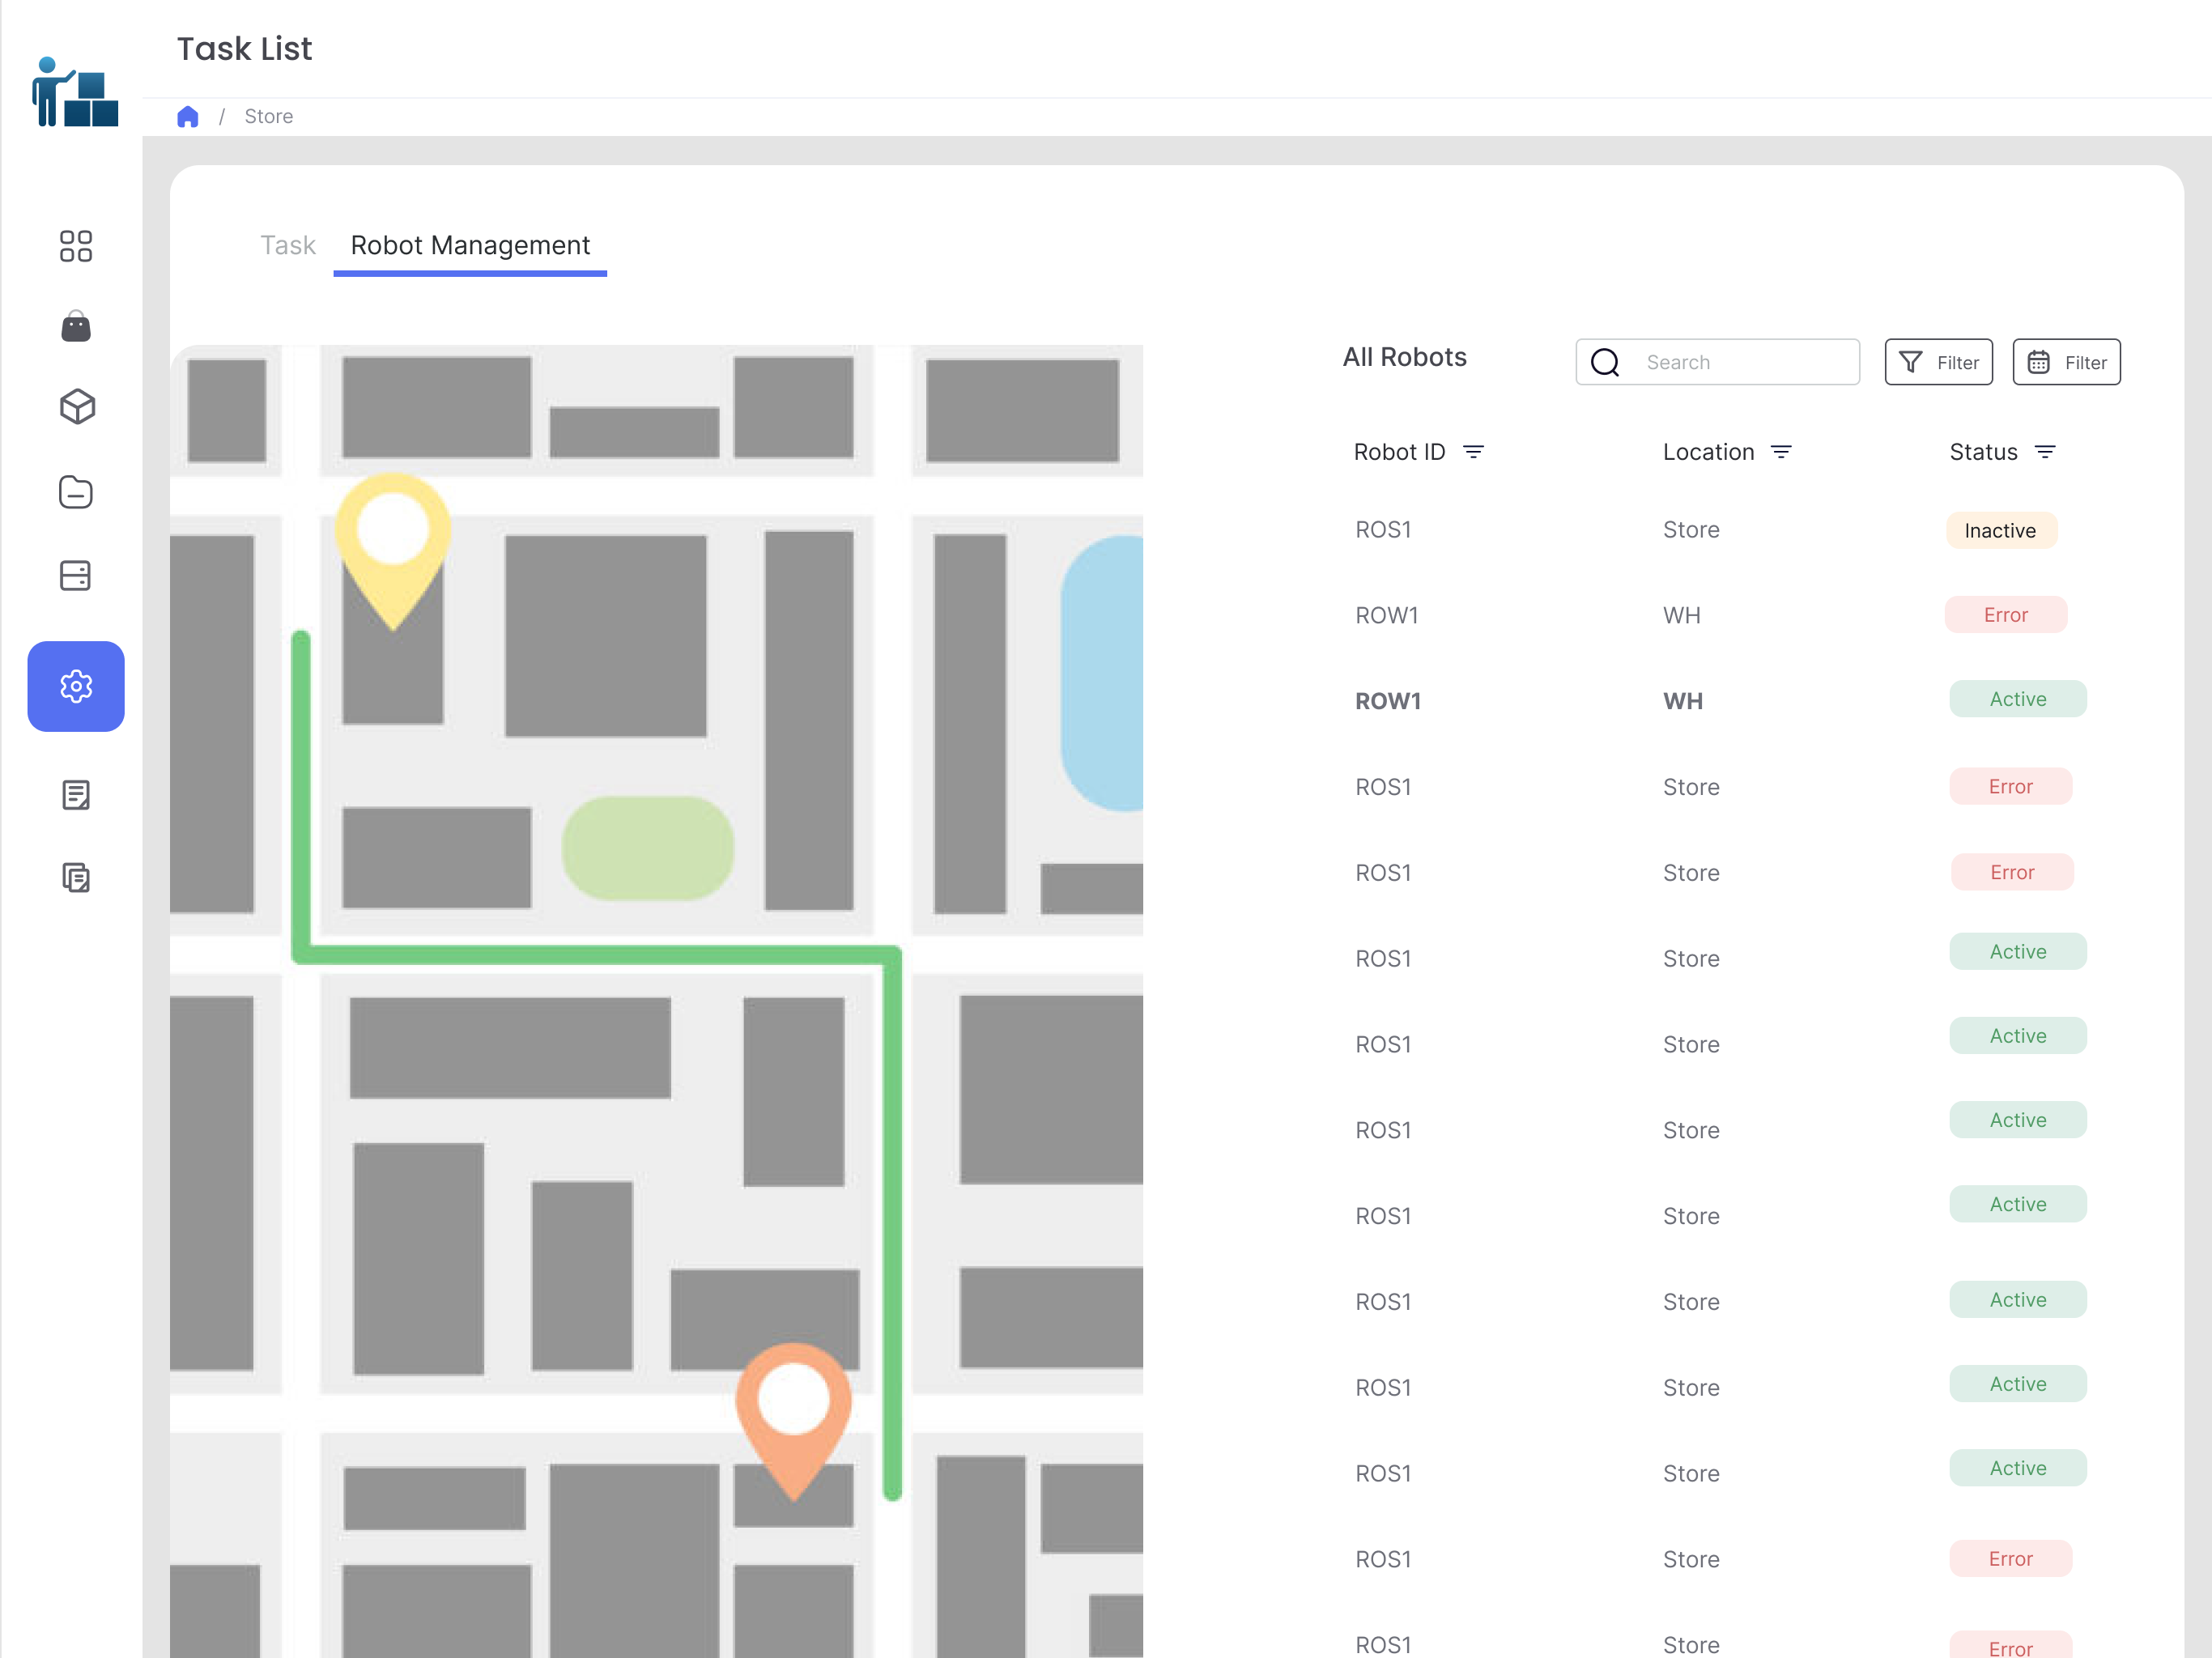 Task List
/ Store
Task Robot Management
All Robots Search Filter Filter
Robot ID Location Status
ROS1 Store Inactive
ROW1 WH Error
ROW1 WH Active
ROS1 Store Error
ROS1 Store Error
ROS1 Store Active
ROS1 Store Active
ROS1 Store Active
ROS1 Store Active
ROS1 Store Active
ROS1 Store Active
ROS1 Store Active
ROS1 Store Error
ROS1 Store Error